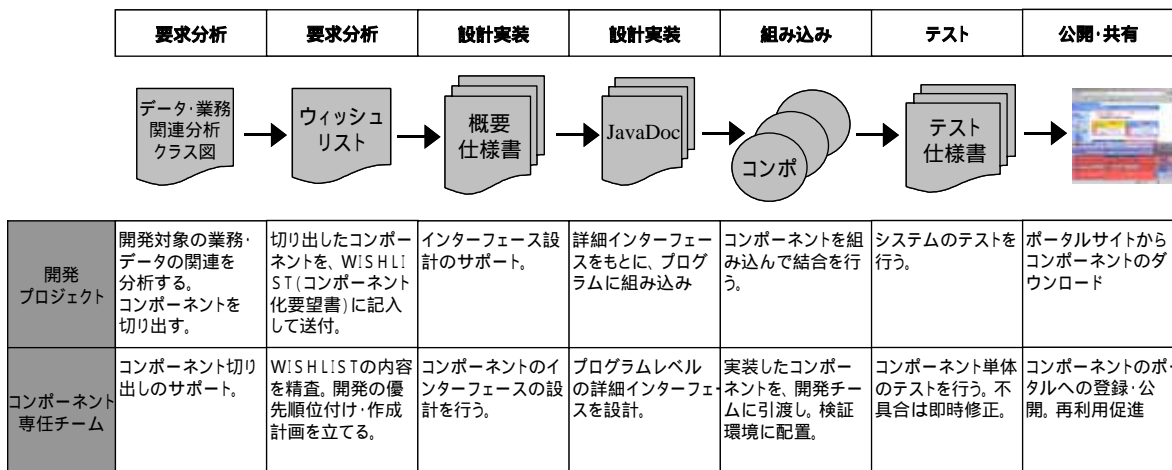 要求分析
要求分析
設計実装
設計実装
組み込み
テスト
公開・共有
データ・業務
関連分析
クラス図
ウィッシュ
リスト
概要
仕様書
JavaDoc
コンポ
テスト
仕様書
開発
プロジェクト
開発対象の業務・
データの関連を
分析する。
コンポーネントを
切り出す。
切り出したコンポー
ネントを、WISHLI
ST(コンポーネント
化要望書)に記入
して送付。
インターフェース設
計のサポート。
詳細インターフェー
スをもとに、プログ
ラムに組み込み
コンポーネントを組
み込んで結合を行
う。
システムのテストを
行う。
ポータルサイトから
コンポーネントのダ
ウンロード
コンポーネント
専任チーム
コンポーネント切り
出しのサポート。
WISHLISTの内容
を精査。開発の優
先順位付け・作成
計画を立てる。
コンポーネントのイ
ンターフェースの設
計を行う。
プログラムレベル
の詳細インターフェー
スを設計。
実装したコンポー
ネントを、開発チー
ムに引渡し。検証
環境に配置。
コンポーネント単体
のテストを行う。不
具合は即時修正。
コンポーネントのポー
タルへの登録・公
開。再利用促進